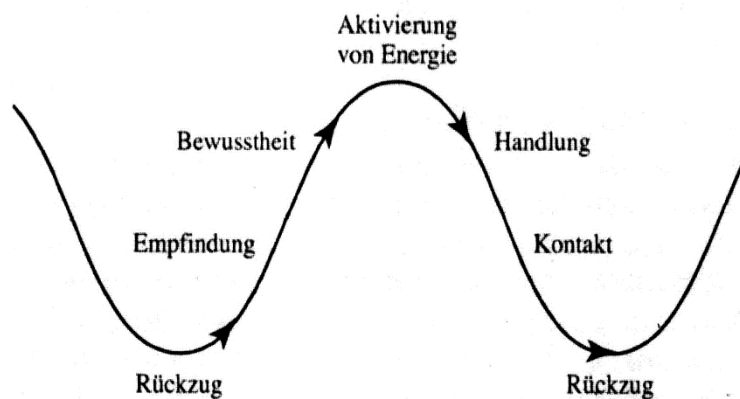 Aktivierung
von Energie
Bewusstheit
Handlung
Empfindung
Kontakt
Rückzug
Rückzug